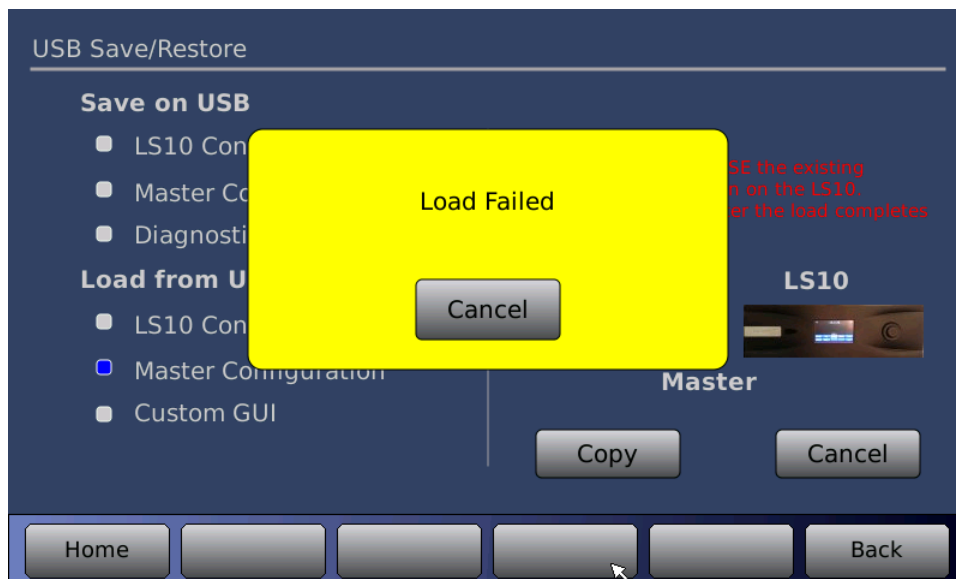 USB Save/Restore
Save on USB
LS10 Con
Master Co
Diagnosti
Load from U
LS10 Con
Master Configuration
Custom GUI
Load Failed
Cancel
SE the existing
n on the LS10.
er the load completes
LS10
Master
Copy
Cancel
Home
Back